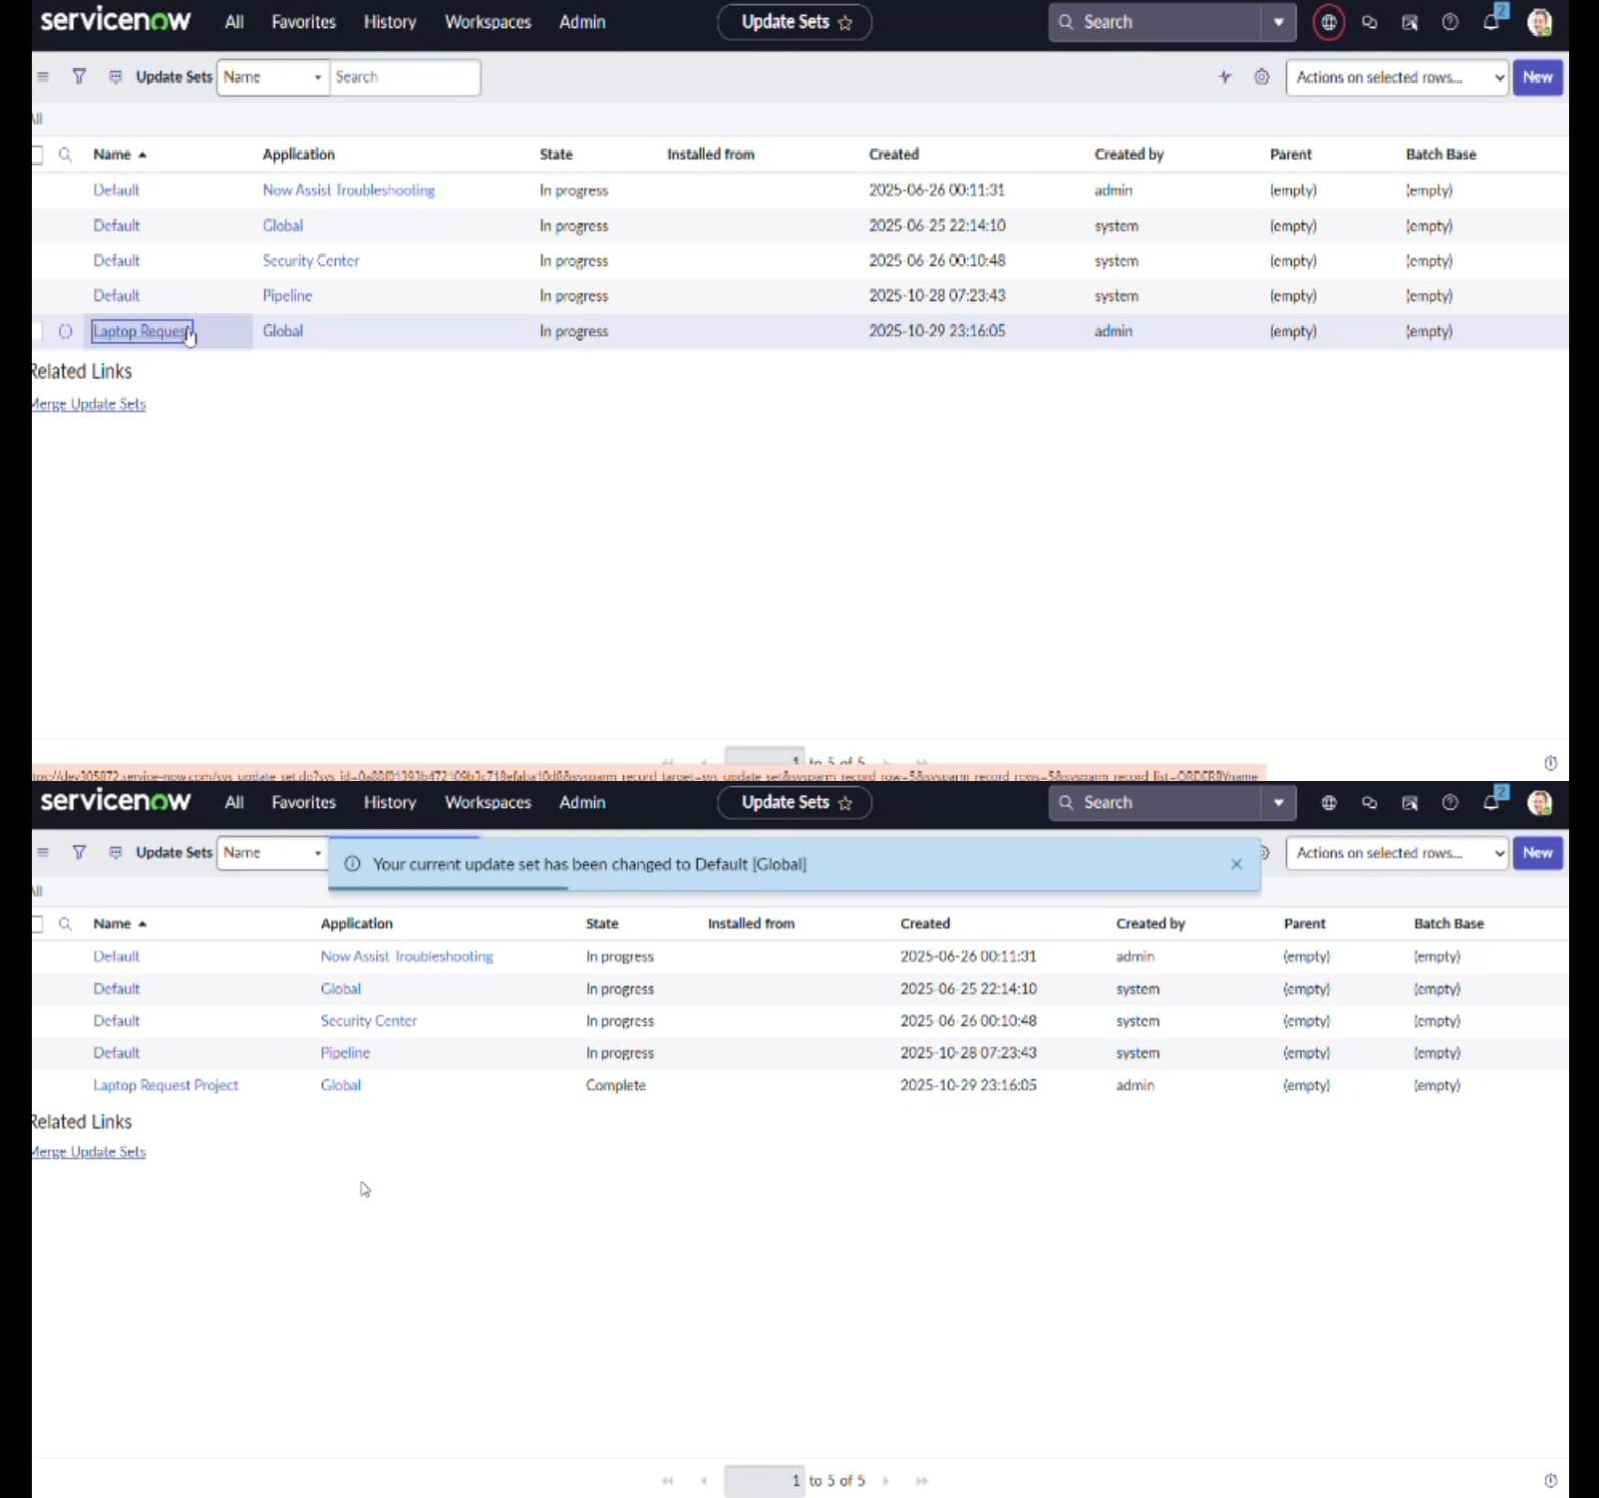 servicenow All Favorites History Workspaces Admin Update Sets Search 2
Update Sets Name Search Actions on selected rows... New
All
Name Application State Installed from Created Created by Parent Batch Base
Default Now Assist Troubleshooting In progress 2025-06-26 00:11:31 admin (empty) (empty)
Default Global In progress 2025-06-25 22:14:10 system (empty) (empty)
Default Security Center In progress 2025-06-26 00:10:48 system (empty) (empty)
Default Pipeline In progress 2025-10-28 07:23:43 system (empty) (empty)
Laptop Request Global In progress 2025-10-29 23:16:05 admin (empty) (empty)
Related Links
Merge Update Sets
1 to 5 of 5
servicenow All Favorites History Workspaces Admin Update Sets Search 2
Update Sets Name Your current update set has been changed to Default [Global] Actions on selected rows... New
All
Name Application State Installed from Created Created by Parent Batch Base
Default Now Assist Troubleshooting In progress 2025-06-26 00:11:31 admin (empty) (empty)
Default Global In progress 2025-06-25 22:14:10 system (empty) (empty)
Default Security Center In progress 2025-06-26 00:10:48 system (empty) (empty)
Default Pipeline In progress 2025-10-28 07:23:43 system (empty) (empty)
Laptop Request Project Global Complete 2025-10-29 23:16:05 admin (empty) (empty)
Related Links
Merge Update Sets
1 to 5 of 5